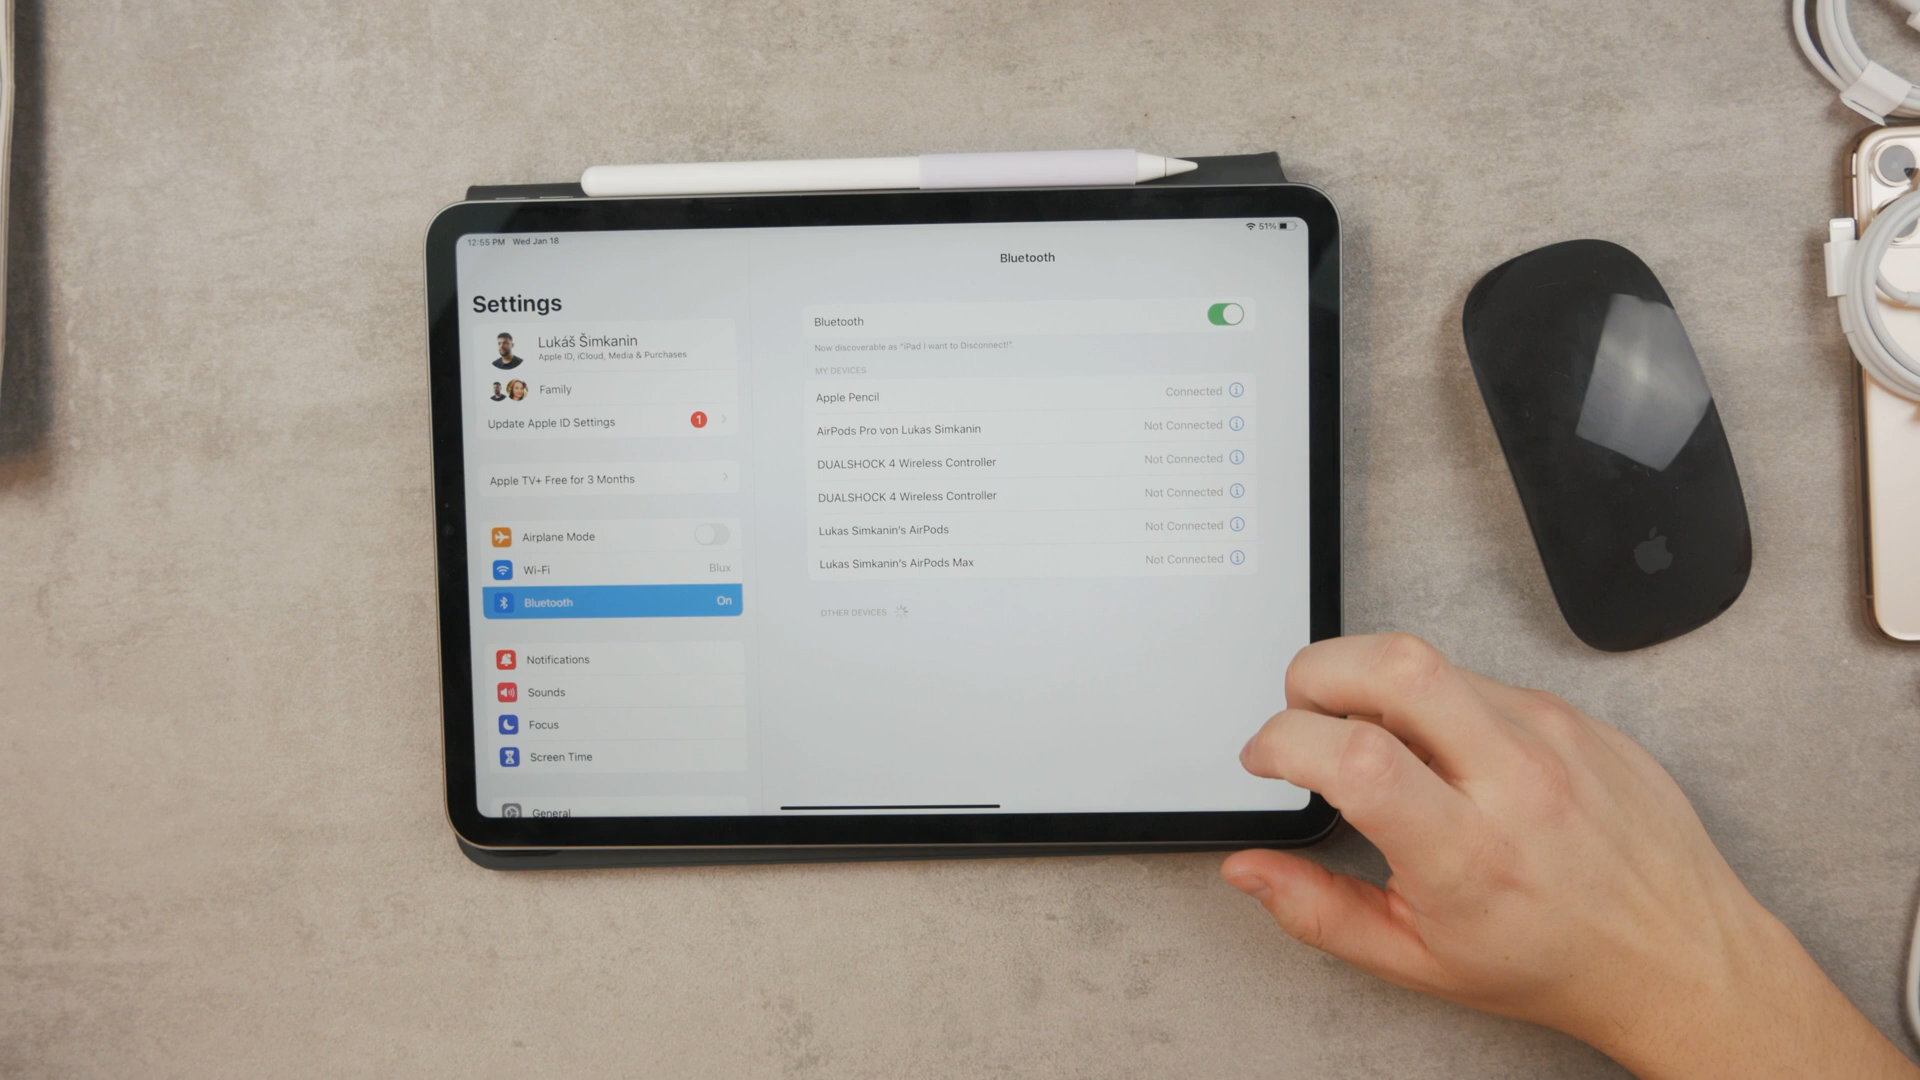 12:55 PM Wed Jan 18
51%
Settings
Lukáš Šimkanin
Apple ID, iCloud, Media & Purchases
Family
Update Apple ID Settings 1
Apple TV+ Free for 3 Months
Airplane Mode
Wi-Fi Blux
Bluetooth On
Notifications
Sounds
Focus
Screen Time
General
Bluetooth
Bluetooth
Now discoverable as "iPad I want to Disconnect!".
MY DEVICES
Apple Pencil Connected
AirPods Pro von Lukas Simkanin Not Connected
DUALSHOCK 4 Wireless Controller Not Connected
DUALSHOCK 4 Wireless Controller Not Connected
Lukas Simkanin's AirPods Not Connected
Lukas Simkanin's AirPods Max Not Connected
OTHER DEVICES